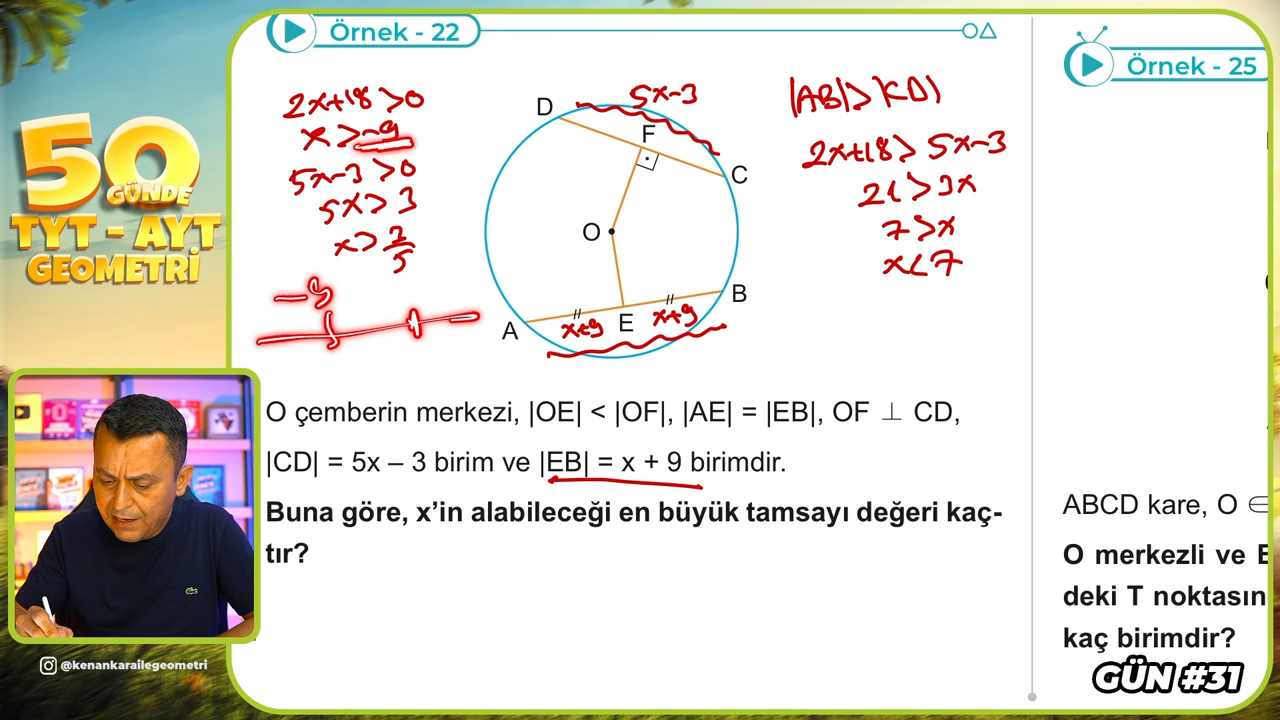 50
GÜNDE
TYT - AYT
GEOMETRİ
@kenankarailegeometri
Örnek - 22
2x+18 >0
x >-9
5x-3 >0
5x > 3
x > 3/5
-9
D
5x-3
F
C
O
B
A
x+9
E
x+9
|AB|>|CD|
2x+18 > 5x-3
21 > 3x
7 > x
x < 7
O çemberin merkezi, |OE| < |OF|, |AE| = |EB|, OF ⊥ CD,
|CD| = 5x – 3 birim ve |EB| = x + 9 birimdir.
Buna göre, x’in alabileceği en büyük tamsayı değeri kaç-
tır?
Örnek - 25
ABCD kare, O ∈
O merkezli ve
deki T noktasın
kaç birimdir?
GÜN #31